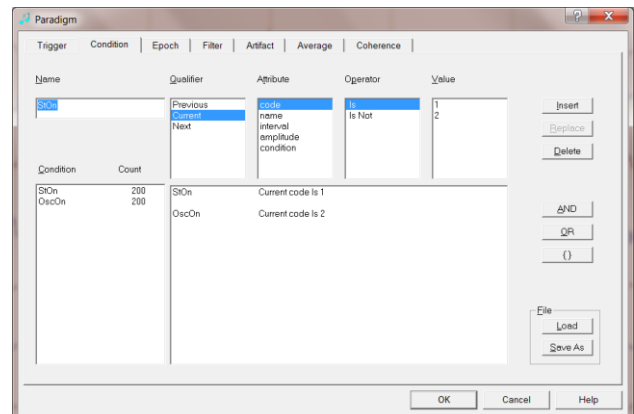 Paradigm
Trigger Condition Epoch Filter Artifact Average Coherence
Name Qualifier Attribute Operator Value
StOn Previous code Is 1 Insert
Current name Is Not 2
Next interval Replace
amplitude
condition Delete
Condition Count
StOn 200 StOn Current code Is 1
OscOn 200
OscOn Current code Is 2
AND
OR
()
File
Load
Save As
OK Cancel Help